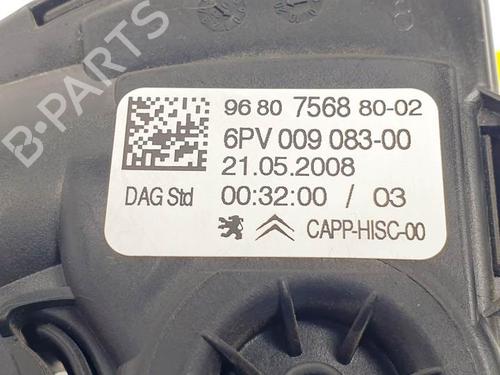 B-PARTS
96 80 7568 80-02
6PV 009 083-00
21.05.2008
DAG Std 00:32:00 / 03
CAPP-HISC-00